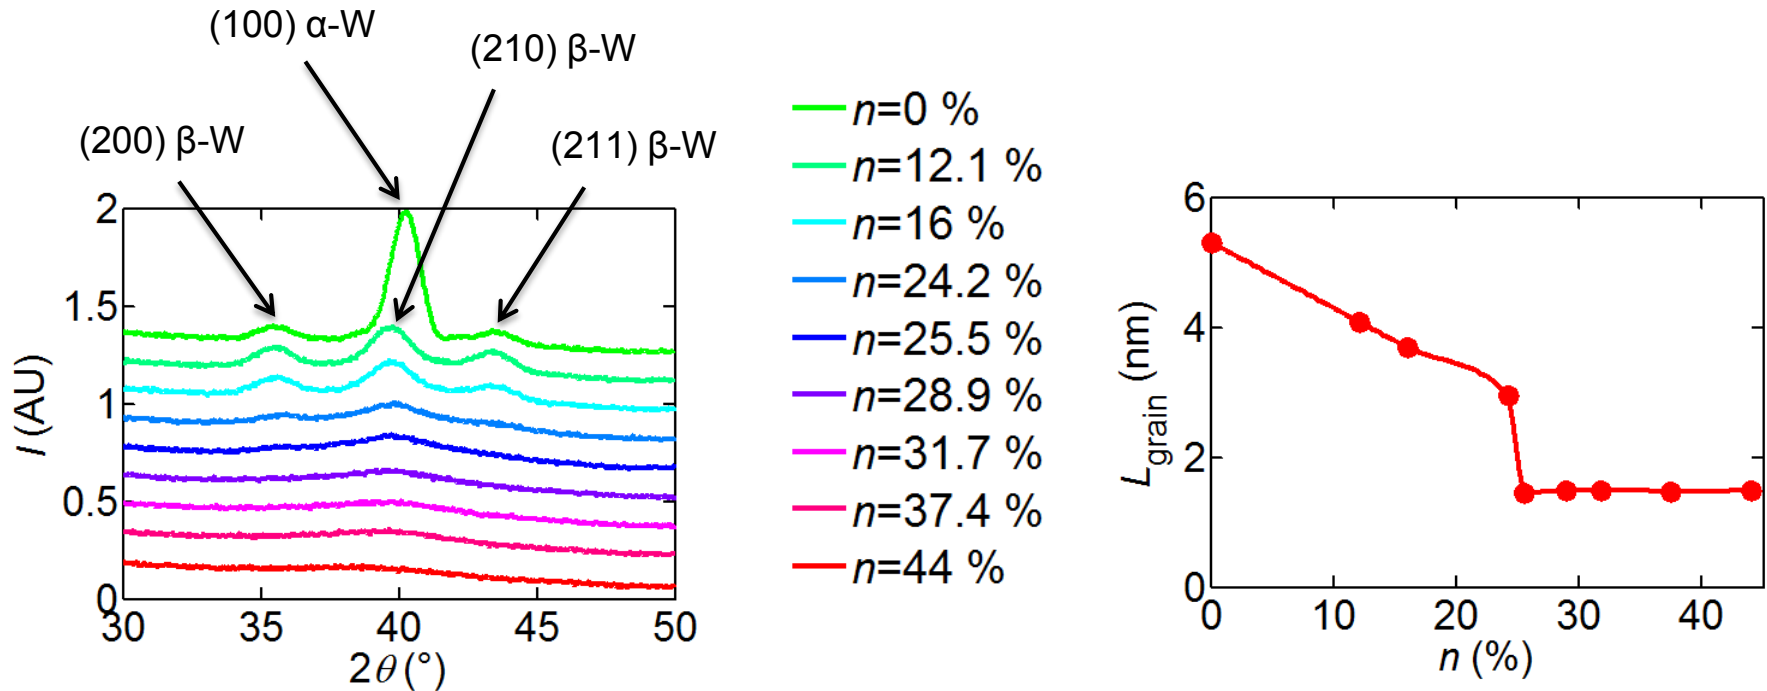 (100) α-W
(210) β-W
(200) β-W
(211) β-W
2
1.5
1
0.5
0
I (AU)
30 35 40 45 50
2θ (°)
n=0 %
n=12.1 %
n=16 %
n=24.2 %
n=25.5 %
n=28.9 %
n=31.7 %
n=37.4 %
n=44 %
6
4
2
0
Lgrain (nm)
0 10 20 30 40
n (%)